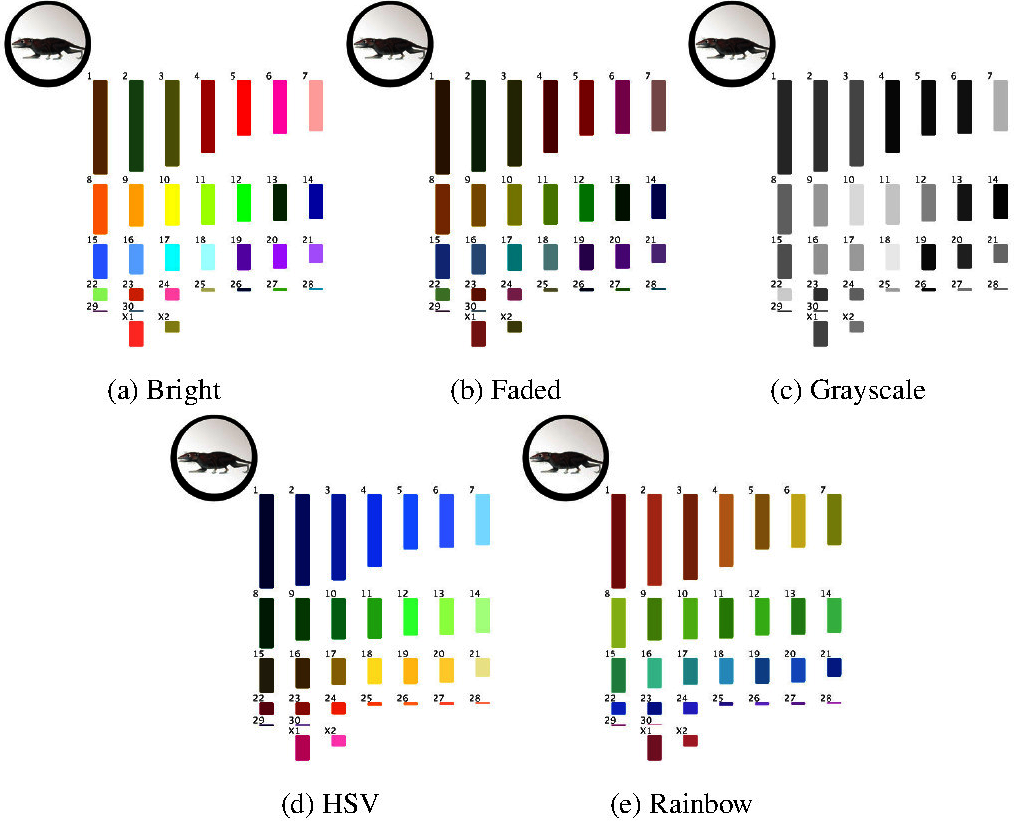 1 2 3 4 5 6 7
8 9 10 11 12 13 14
15 16 17 18 19 20 21
22 23 24 25 26 27 28
29 30
X1 X2
(a) Bright
1 2 3 4 5 6 7
8 9 10 11 12 13 14
15 16 17 18 19 20 21
22 23 24 25 26 27 28
29 30
X1 X2
(b) Faded
1 2 3 4 5 6 7
8 9 10 11 12 13 14
15 16 17 18 19 20 21
22 23 24 25 26 27 28
29 30
X1 X2
(c) Grayscale
1 2 3 4 5 6 7
8 9 10 11 12 13 14
15 16 17 18 19 20 21
22 23 24 25 26 27 28
29 30
X1 X2
(d) HSV
1 2 3 4 5 6 7
8 9 10 11 12 13 14
15 16 17 18 19 20 21
22 23 24 25 26 27 28
29 30
X1 X2
(e) Rainbow